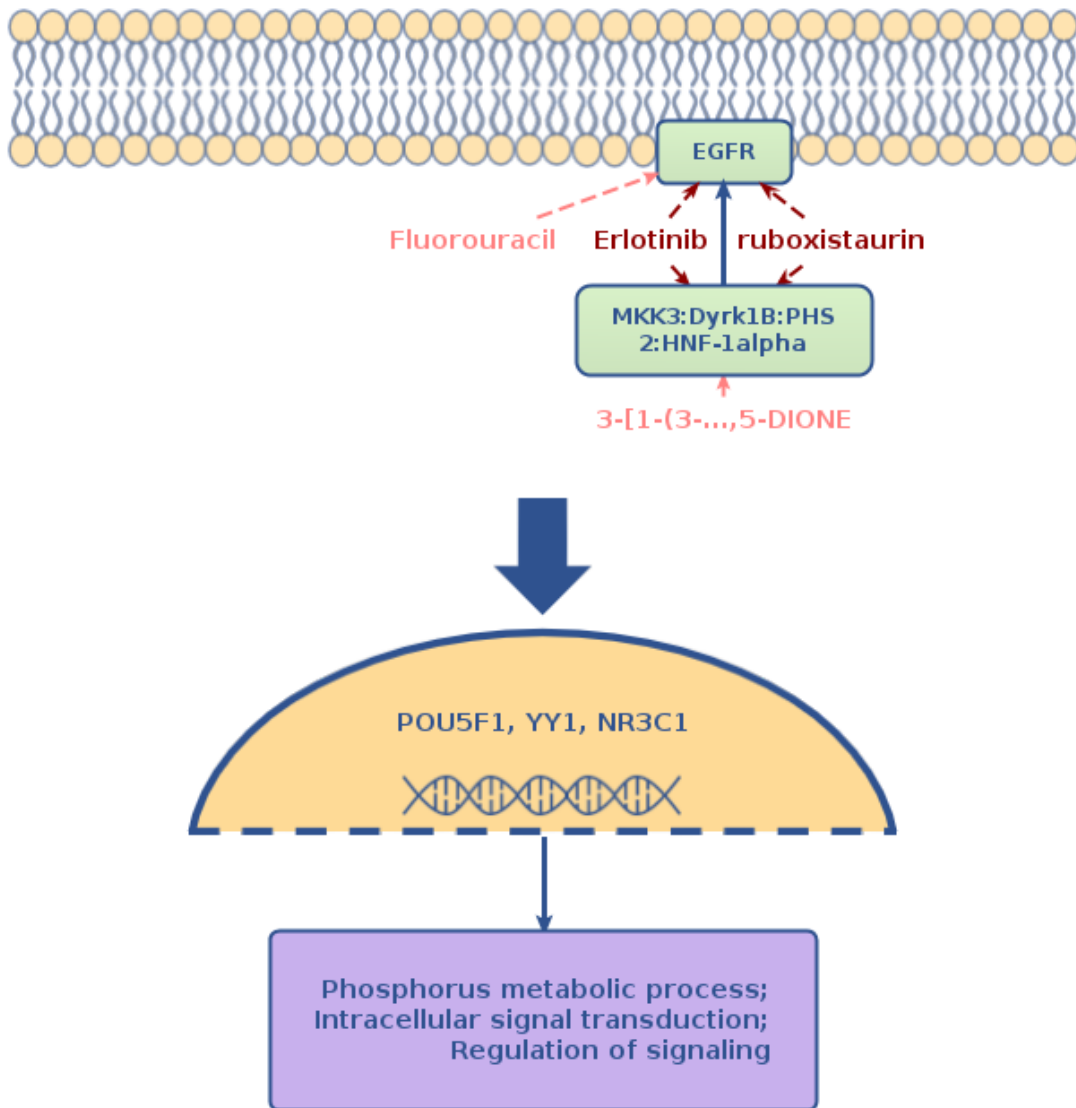 EGFR
Fluorouracil
Erlotinib
ruboxistaurin
MKK3:Dyrk1B:PHS
2:HNF-1alpha
3-[1-(3-...,5-DIONE
POU5F1, YY1, NR3C1
Phosphorus metabolic process;
Intracellular signal transduction;
Regulation of signaling